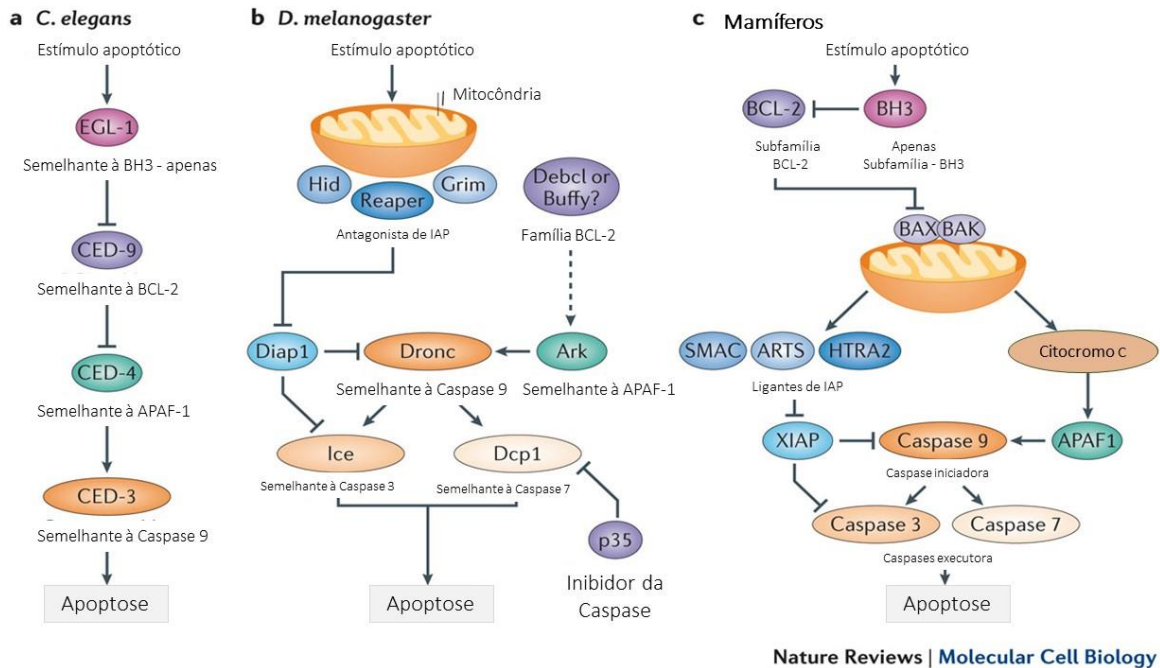 a C. elegans
Estímulo apoptótico
EGL-1
Semelhante à BH3 - apenas
CED-9
Semelhante à BCL-2
CED-4
Semelhante à APAF-1
CED-3
Semelhante à Caspase 9
Apoptose
b D. melanogaster
Estímulo apoptótico
Mitocôndria
Hid
Reaper
Grim
Antagonista de IAP
Debcl or
Buffy?
Família BCL-2
Diap1
Dronc
Ark
Semelhante à Caspase 9
Semelhante à APAF-1
Ice
Dcp1
Semelhante à Caspase 3
Semelhante à Caspase 7
p35
Inibidor da
Caspase
Apoptose
c Mamíferos
Estímulo apoptótico
BCL-2
BH3
Subfamília
BCL-2
Apenas
Subfamília - BH3
BAX
BAK
SMAC
ARTS
HTRA2
Ligantes de IAP
Citocromo c
XIAP
Caspase 9
APAF1
Caspase iniciadora
Caspase 3
Caspase 7
Caspases executora
Apoptose
Nature Reviews | Molecular Cell Biology